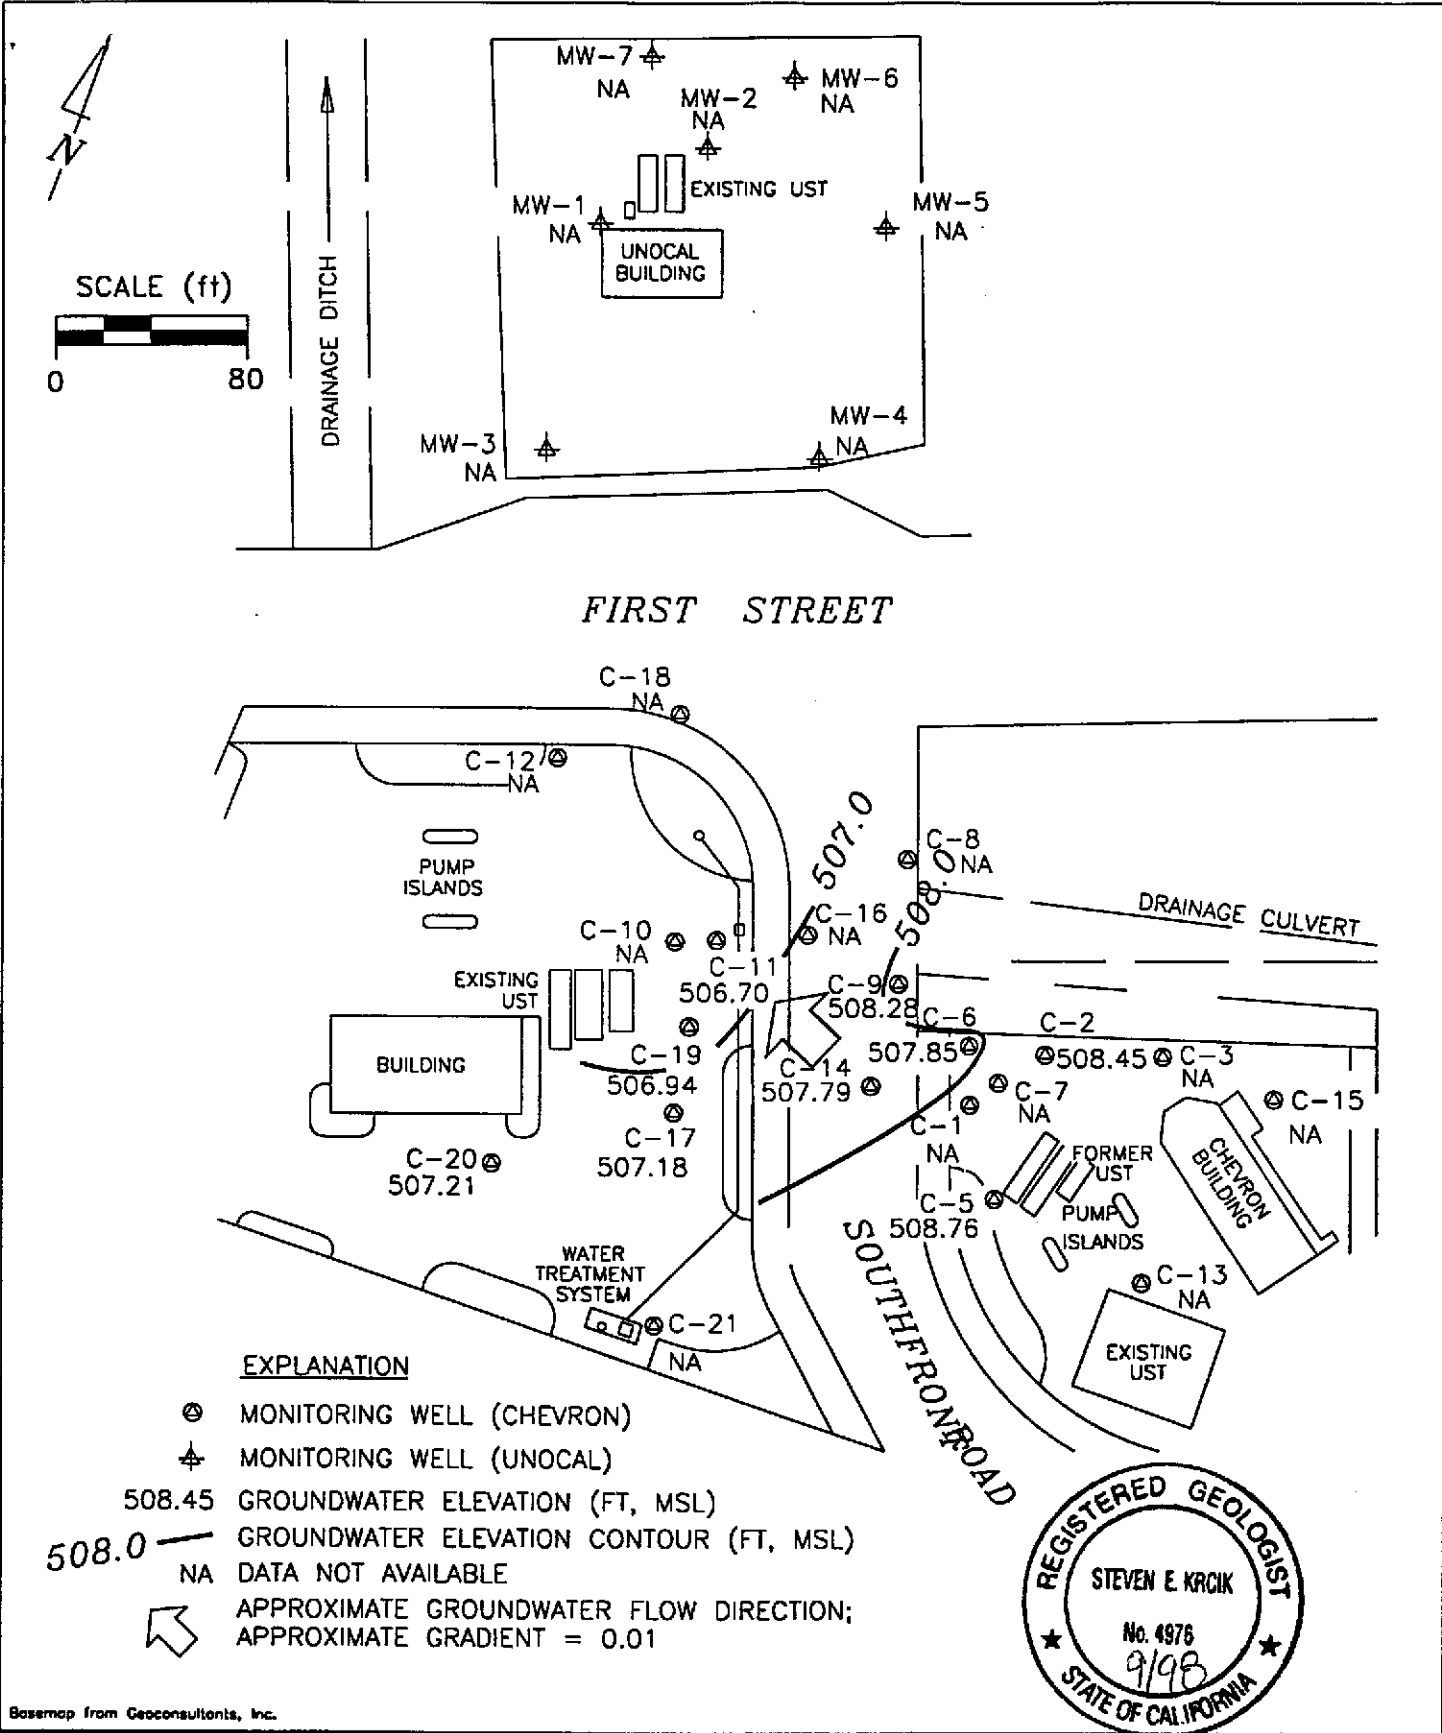 N
SCALE (ft)
0 80
DRAINAGE DITCH
MW-7
NA
MW-6
NA
MW-2
NA
EXISTING UST
MW-1
NA
MW-5
NA
UNOCAL
BUILDING
MW-4
NA
MW-3
NA
FIRST STREET
C-18
NA
C-12
NA
507.0
C-8
NA
508.0
PUMP
ISLANDS
DRAINAGE CULVERT
C-16
NA
C-10
NA
C-11
506.70
EXISTING
UST
C-9
508.28
C-6
507.85
C-2
508.45
C-3
NA
BUILDING
C-19
506.94
C-14
507.79
C-7
NA
C-15
NA
C-1
NA
C-17
507.18
FORMER
UST
CHEVRON
BUILDING
C-20
507.21
C-5
508.76
PUMP
ISLANDS
SOUTHFRONT
ROAD
WATER
TREATMENT
SYSTEM
C-13
NA
C-21
NA
EXISTING
UST
EXPLANATION
MONITORING WELL (CHEVRON)
MONITORING WELL (UNOCAL)
508.45 GROUNDWATER ELEVATION (FT, MSL)
508.0 GROUNDWATER ELEVATION CONTOUR (FT, MSL)
NA DATA NOT AVAILABLE
APPROXIMATE GROUNDWATER FLOW DIRECTION;
APPROXIMATE GRADIENT = 0.01
REGISTERED GEOLOGIST
STEVEN E. KRCIK
No. 4976
9/98
STATE OF CALIFORNIA
Basemap from Geoconsultants, Inc.